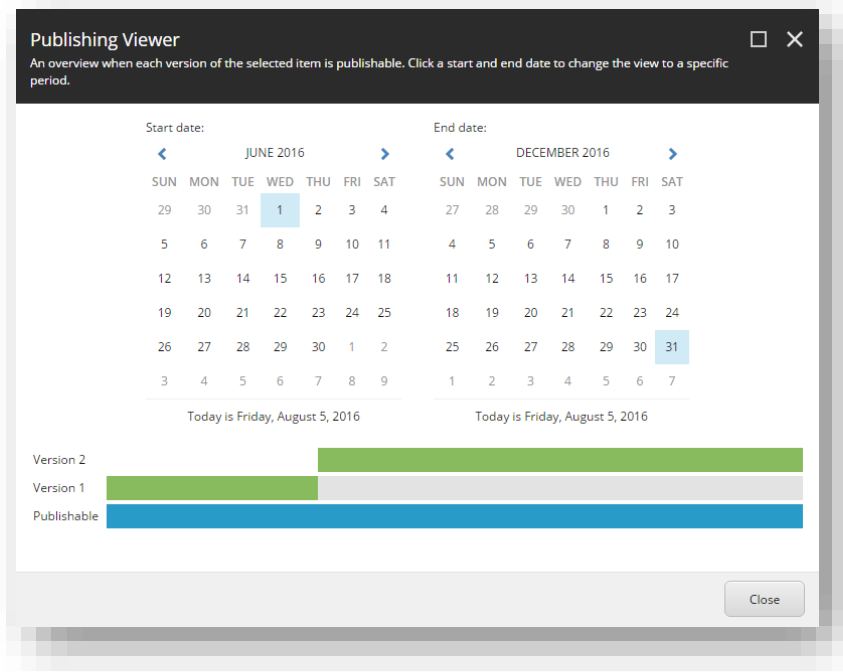 Publishing Viewer
An overview when each version of the selected item is publishable. Click a start and end date to change the view to a specific
period.
Start date:
JUNE 2016
SUN MON TUE WED THU FRI SAT
29 30 31 1 2 3 4
5 6 7 8 9 10 11
12 13 14 15 16 17 18
19 20 21 22 23 24 25
26 27 28 29 30 1 2
3 4 5 6 7 8 9
Today is Friday, August 5, 2016
End date:
DECEMBER 2016
SUN MON TUE WED THU FRI SAT
27 28 29 30 1 2 3
4 5 6 7 8 9 10
11 12 13 14 15 16 17
18 19 20 21 22 23 24
25 26 27 28 29 30 31
1 2 3 4 5 6 7
Today is Friday, August 5, 2016
Version 2
Version 1
Publishable
Close